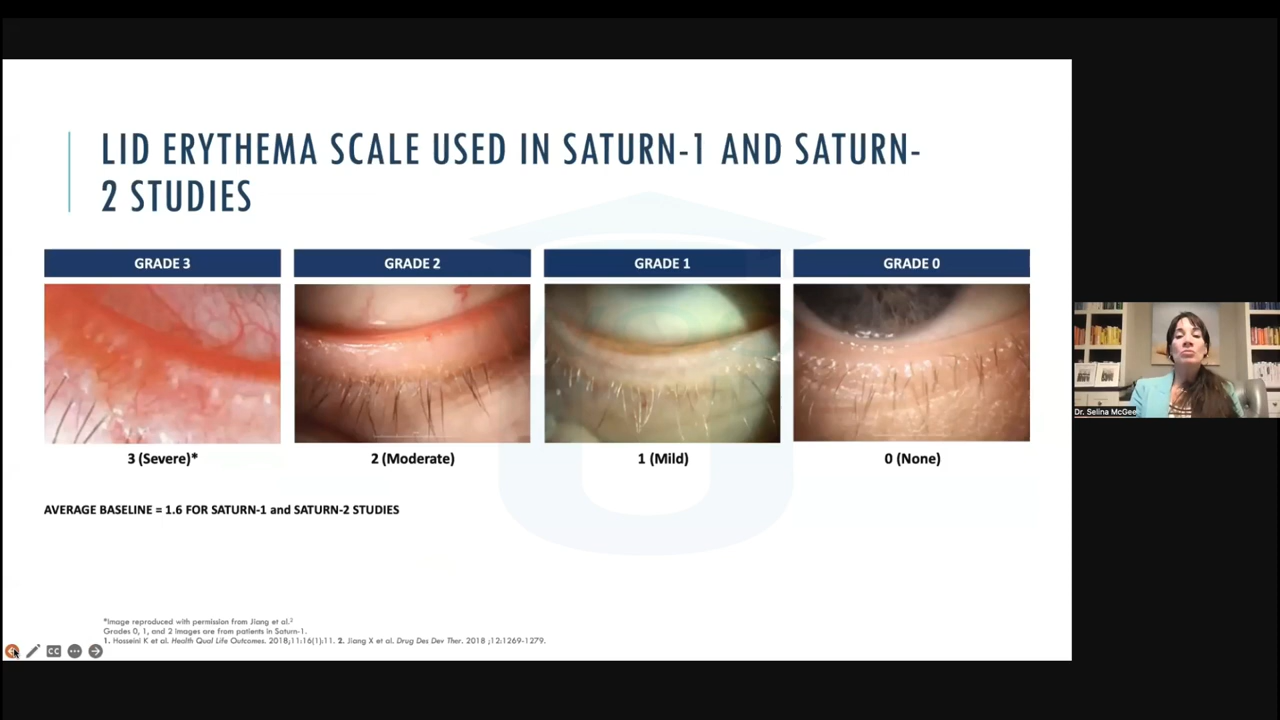 LID ERYTHEMA SCALE USED IN SATURN-1 AND SATURN-
2 STUDIES
GRADE 3
GRADE 2
GRADE 1
GRADE 0
3 (Severe)*
2 (Moderate)
1 (Mild)
0 (None)
AVERAGE BASELINE = 1.6 FOR SATURN-1 and SATURN-2 STUDIES
*Image reproduced with permission from Jiang et al.²
Grades 0, 1, and 2 images are from patients in Saturn-1.
1. Hosseini K et al. Health Qual Life Outcomes. 2018;11:16(1):11. 2. Jiang X et al. Drug Des Dev Ther. 2018 ;12:1269-1279.
CC
Dr. Selina McGee